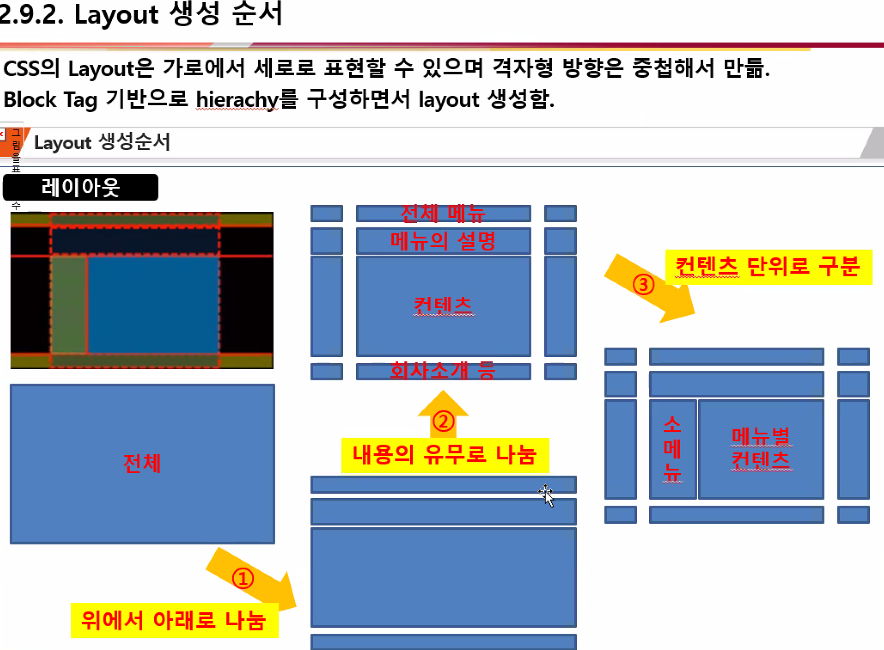 2.9.2. Layout 생성 순서
CSS의 Layout은 가로에서 세로로 표현할 수 있으며 격자형 방향은 중첩해서 만듦.
Block Tag 기반으로 hierachy를 구성하면서 layout 생성함.
Layout 생성순서
레이아웃
전체
①
위에서 아래로 나눔
②
내용의 유무로 나눔
전체 메뉴
메뉴의 설명
컨텐츠
회사소개 등
③
컨텐츠 단위로 구분
소
메
뉴
메뉴별
컨텐츠